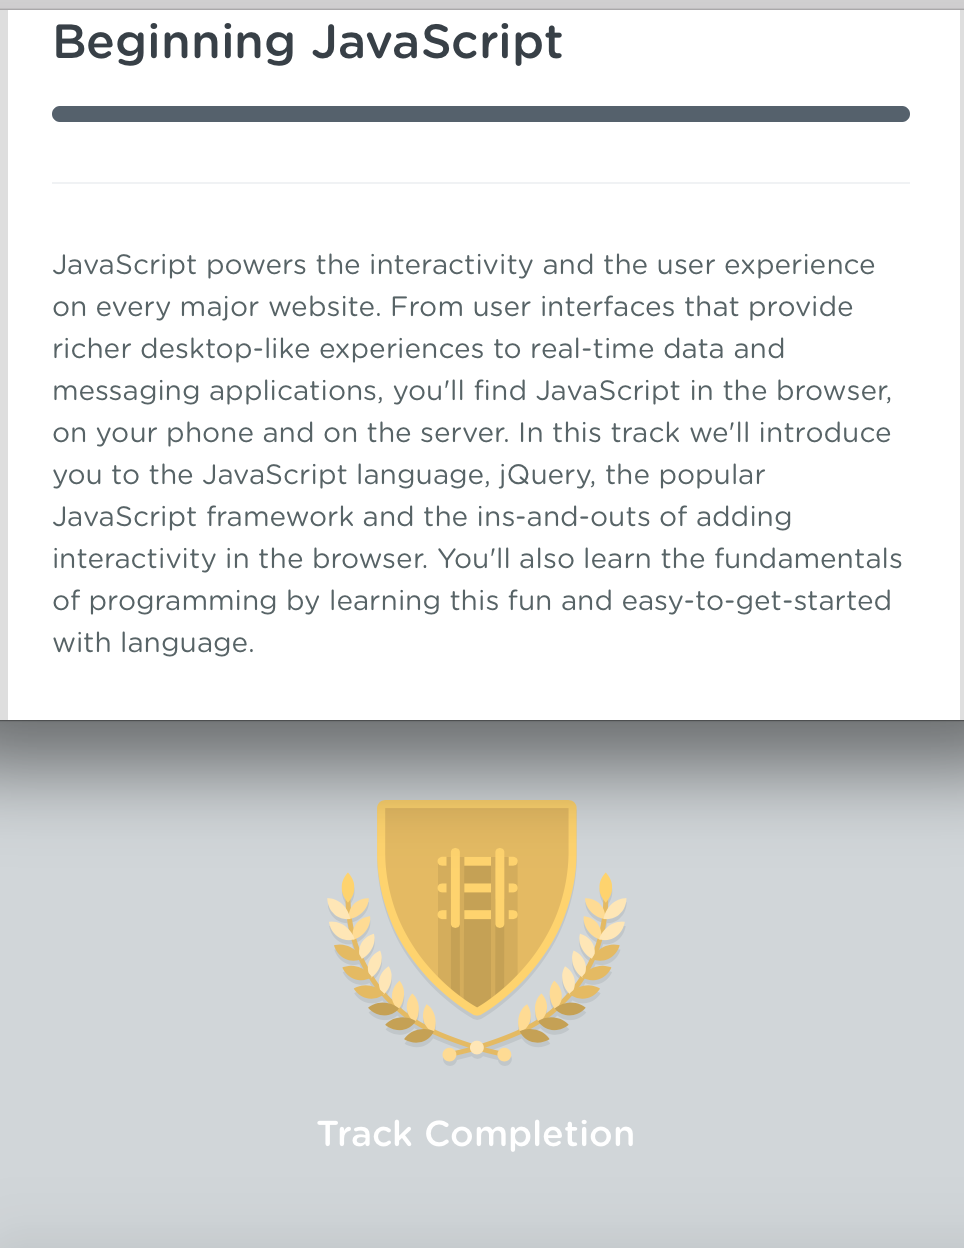 Beginning JavaScript
JavaScript powers the interactivity and the user experience
on every major website. From user interfaces that provide
richer desktop-like experiences to real-time data and
messaging applications, you'll find JavaScript in the browser,
on your phone and on the server. In this track we'll introduce
you to the JavaScript language, jQuery, the popular
JavaScript framework and the ins-and-outs of adding
interactivity in the browser. You'll also learn the fundamentals
of programming by learning this fun and easy-to-get-started
with language.
Track Completion